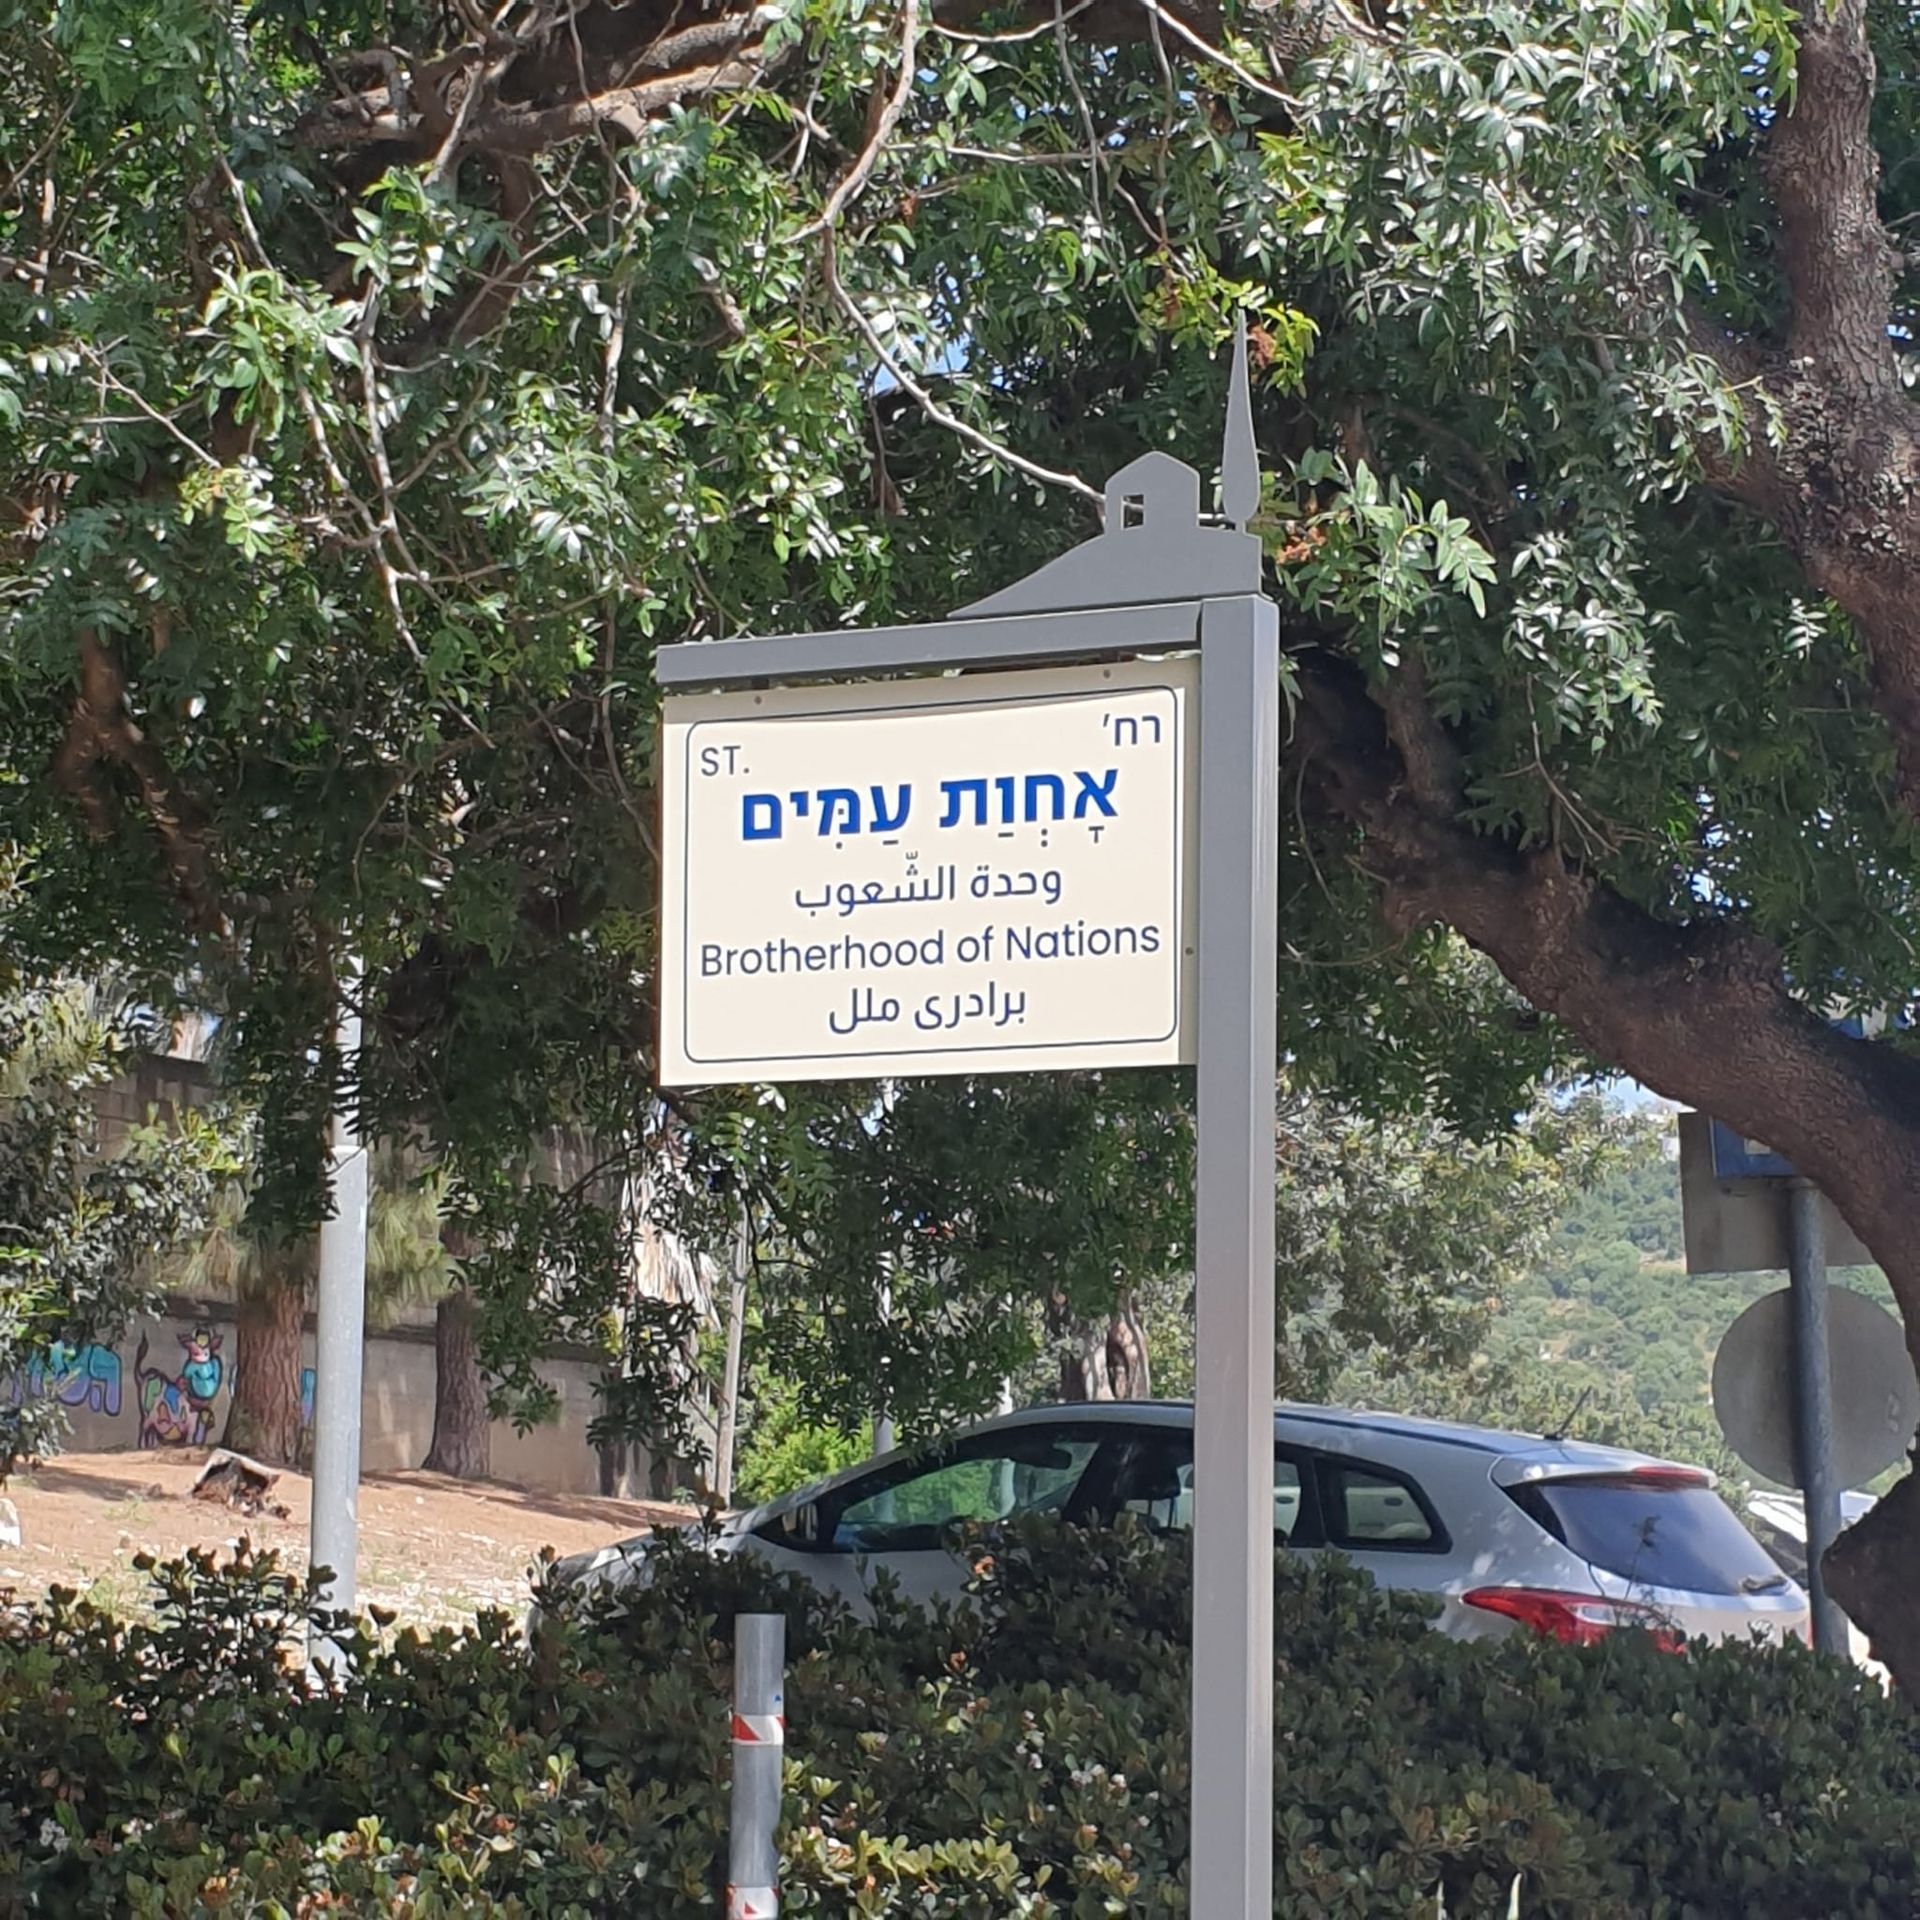 רח׳
ST.
אָחְוַת עַמִּים
وحدة الشّعوب
Brotherhood of Nations
برادری ملل